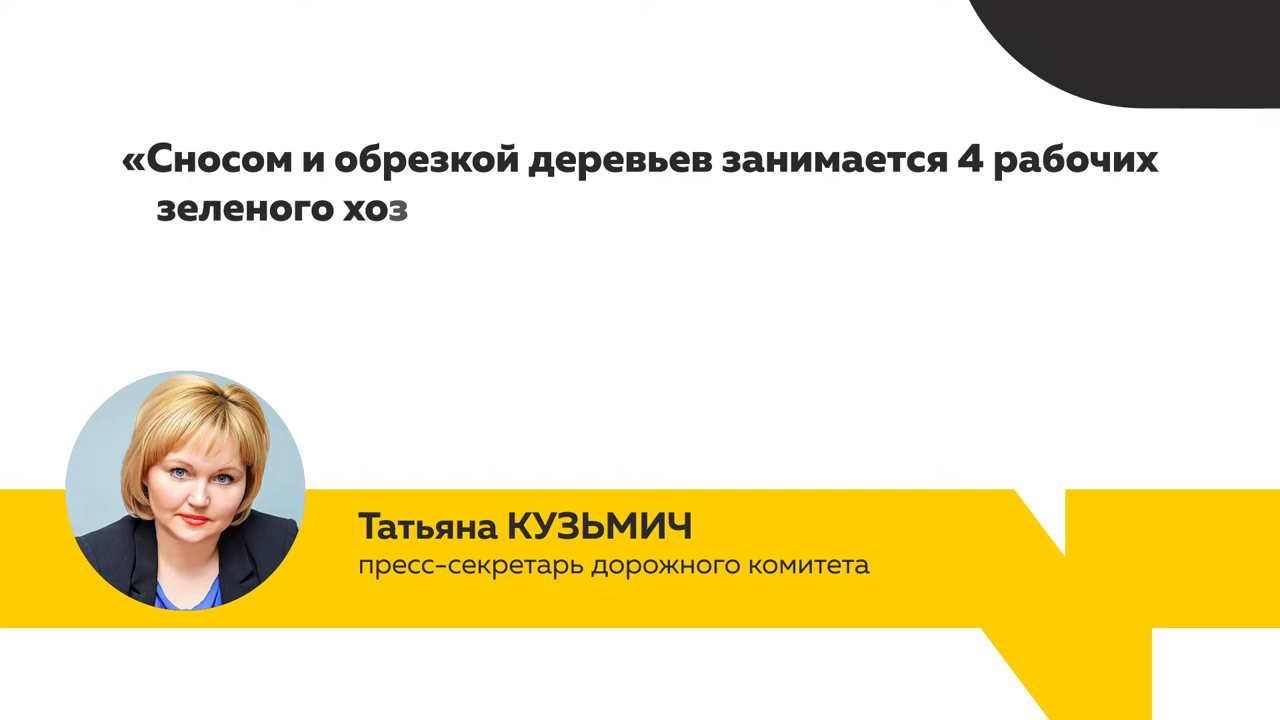 «Сносом и обрезкой деревьев занимается 4 рабочих
зеленого хоз
Татьяна КУЗЬМИЧ
пресс-секретарь дорожного комитета